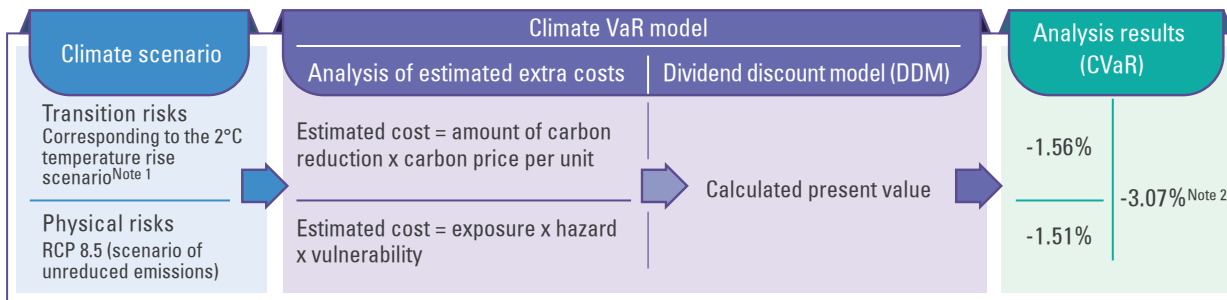 Climate scenario
Climate VaR model
Analysis of estimated extra costs
Dividend discount model (DDM)
Analysis results
(CVaR)
Transition risks
Corresponding to the 2°C
temperature rise
scenarioNote 1
Physical risks
RCP 8.5 (scenario of
unreduced emissions)
Estimated cost = amount of carbon
reduction x carbon price per unit
Estimated cost = exposure x hazard
x vulnerability
Calculated present value
-1.56%
-1.51%
-3.07% Note 2